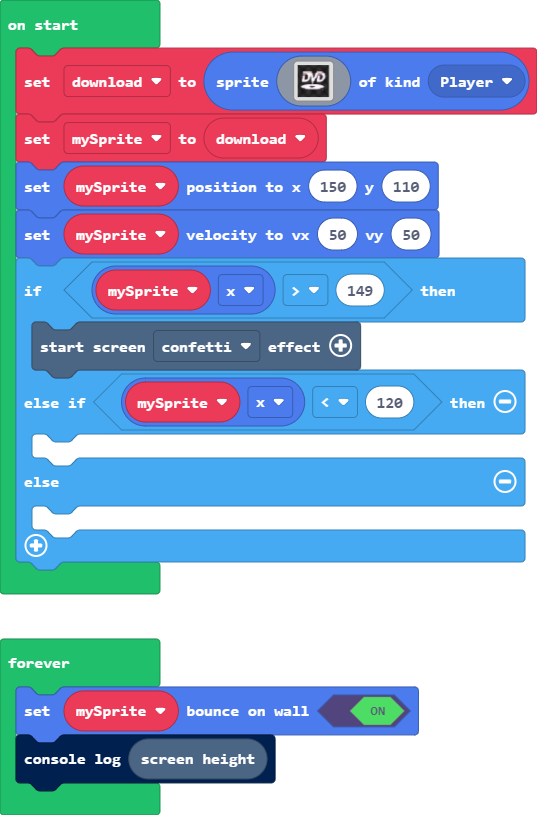 on start
set download to sprite DVD of kind Player
set mySprite to download
set mySprite position to x 150 y 110
set mySprite velocity to vx 50 vy 50
if mySprite x > 149 then
start screen confetti effect
else if mySprite x < 120 then
else
forever
set mySprite bounce on wall ON
console log screen height